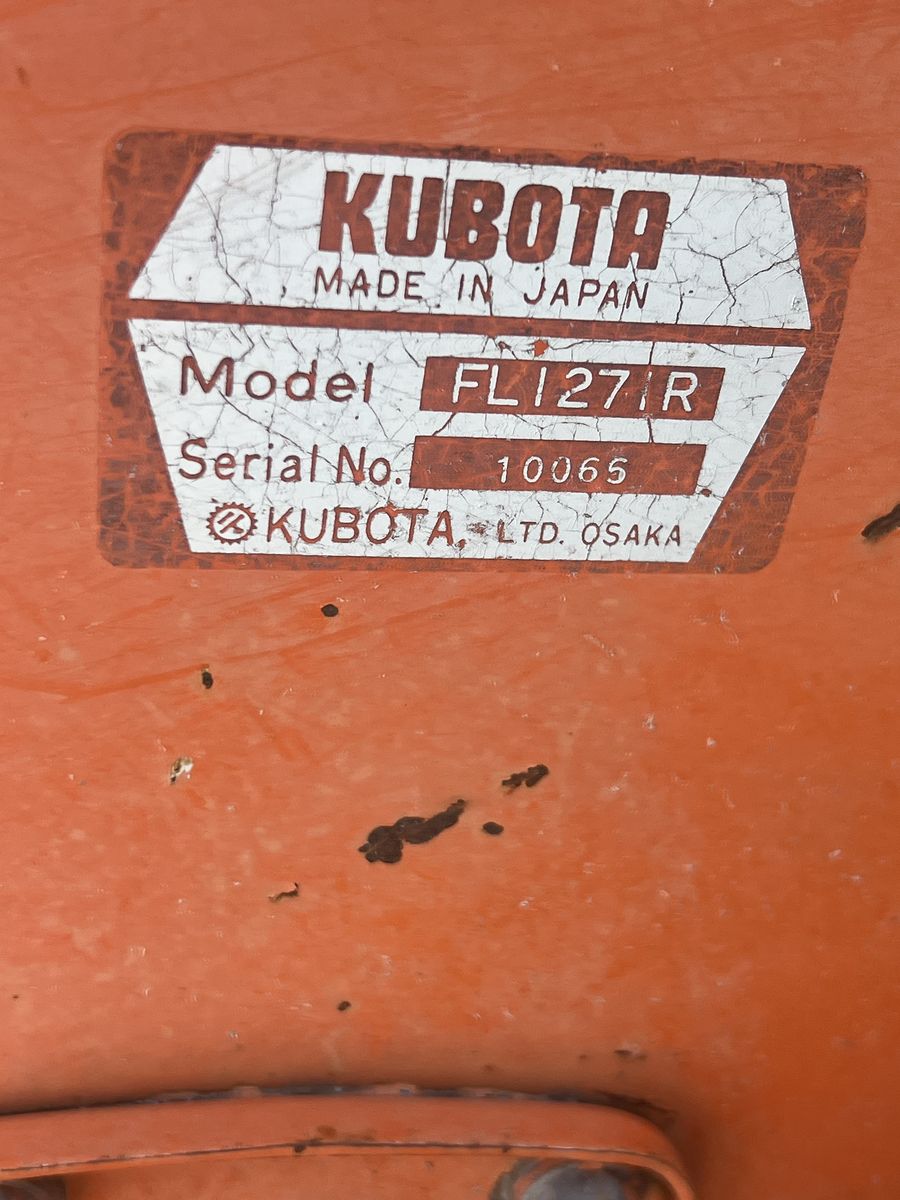 KUBOTA
MADE IN JAPAN
Model FL1271R
Serial No. 10065
KUBOTA, LTD. OSAKA